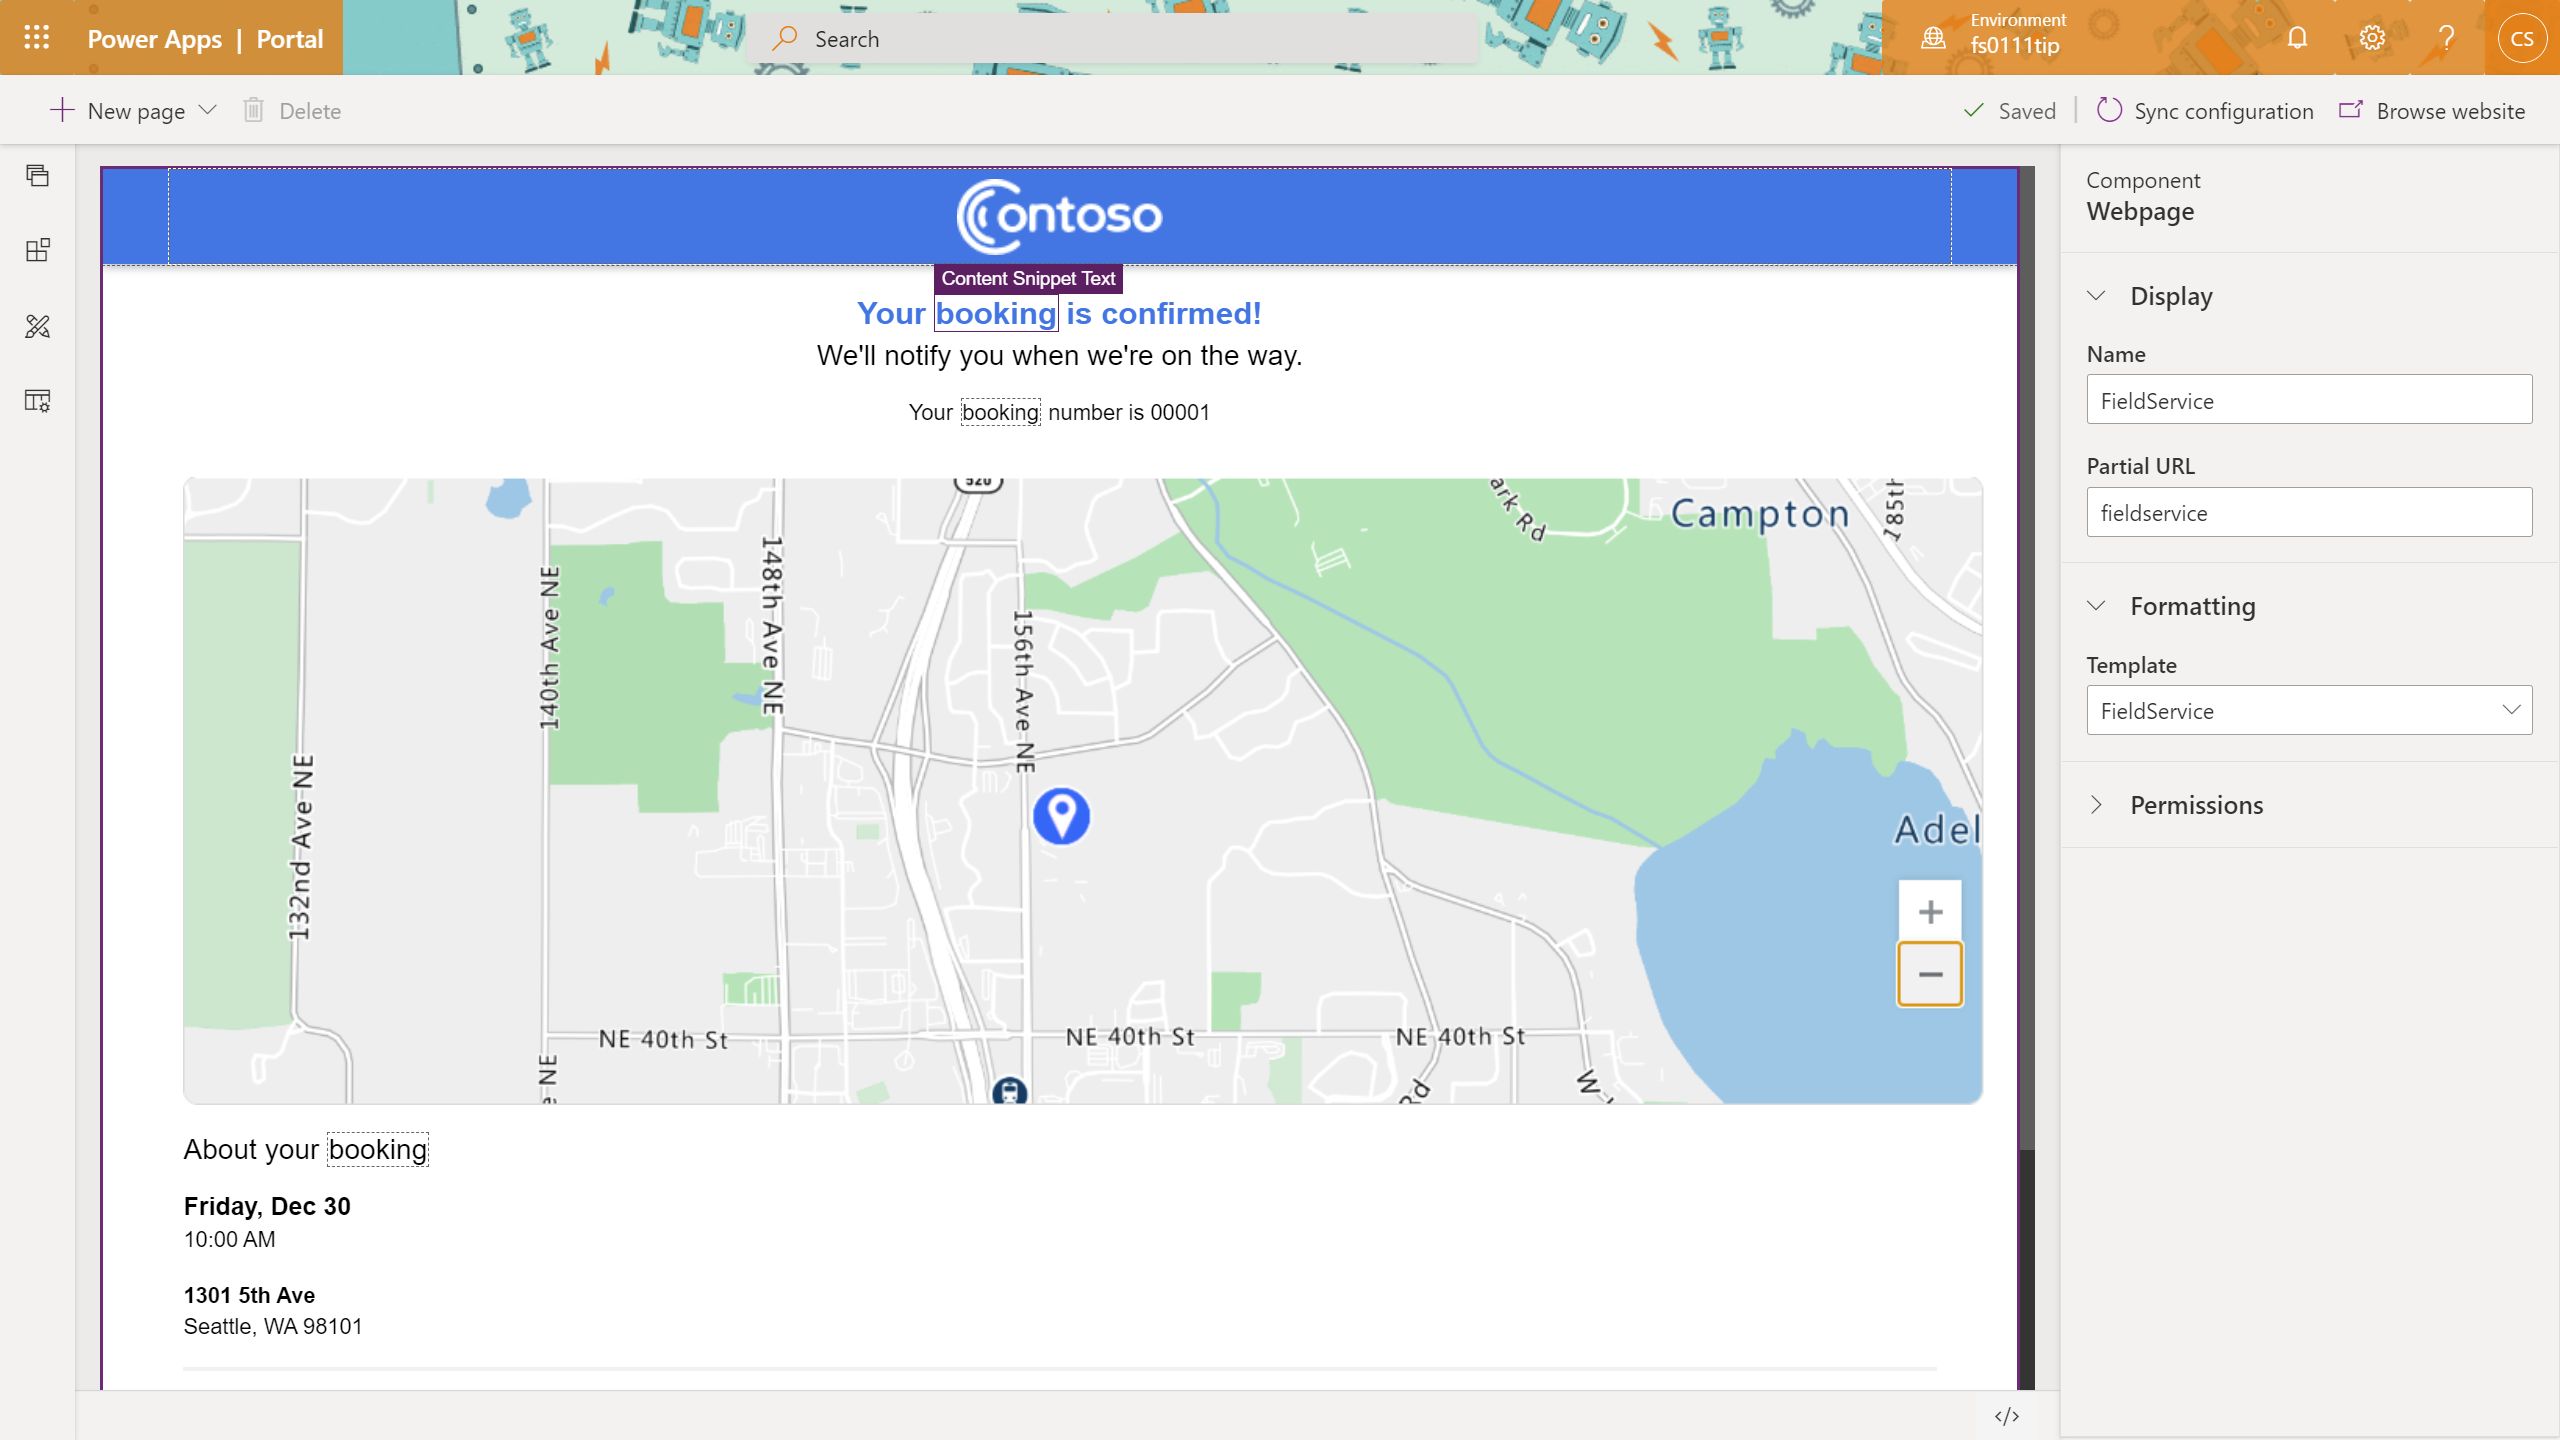 Power Apps | Portal
Search
Environment
fs0111tip
CS
New page
Delete
Saved
Sync configuration
Browse website
Contoso
Content Snippet Text
Your booking is confirmed!
We'll notify you when we're on the way.
Your booking number is 00001
520
ark Rd
Campton
185th
148th Ave NE
140th Ave NE
156th Ave NE
132nd Ave NE
Adel
NE 40th St
NE 40th St
NE 40th St
e NE
Rd
W
About your booking
Friday, Dec 30
10:00 AM
1301 5th Ave
Seattle, WA 98101
Component
Webpage
Display
Name
FieldService
Partial URL
fieldservice
Formatting
Template
FieldService
Permissions